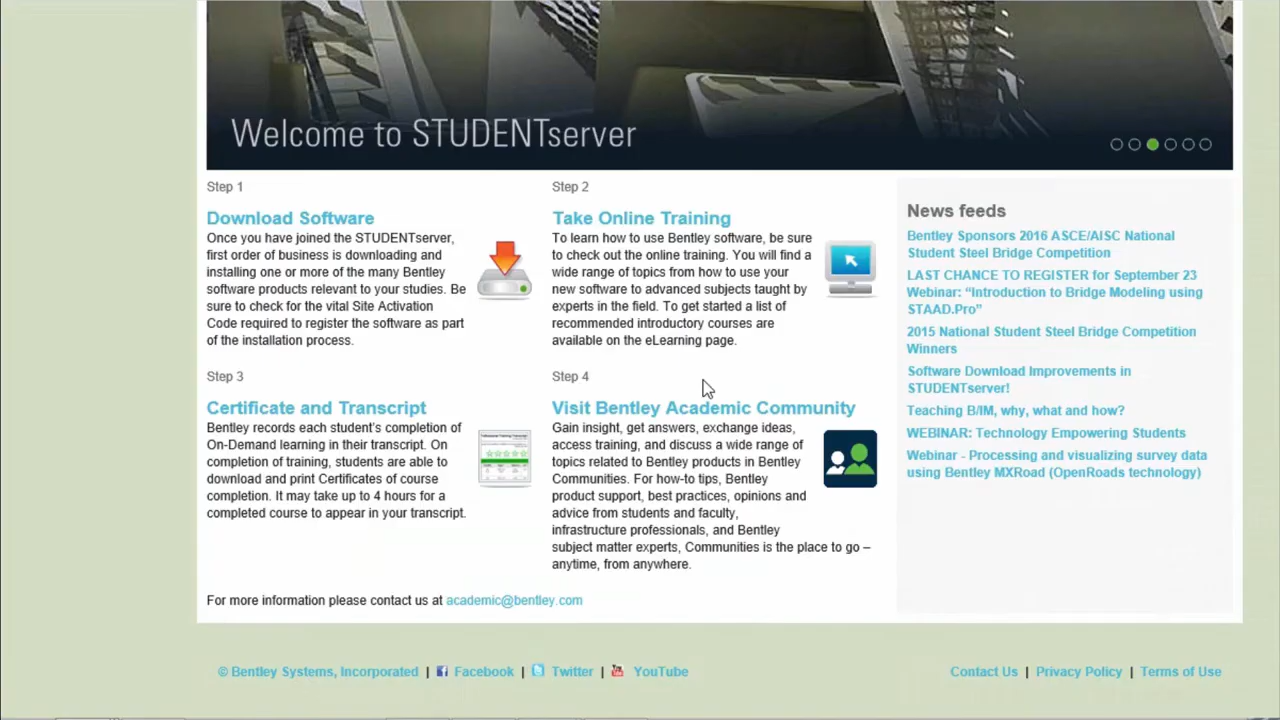 Welcome to STUDENTserver
Step 1
Download Software
Once you have joined the STUDENTserver,
first order of business is downloading and
installing one or more of the many Bentley
software products relevant to your studies. Be
sure to check for the vital Site Activation
Code required to register the software as part
of the installation process.
Step 2
Take Online Training
To learn how to use Bentley software, be sure
to check out the online training. You will find a
wide range of topics from how to use your
new software to advanced subjects taught by
experts in the field. To get started a list of
recommended introductory courses are
available on the eLearning page.
Step 3
Certificate and Transcript
Bentley records each student's completion of
On-Demand learning in their transcript. On
completion of training, students are able to
download and print Certificates of course
completion. It may take up to 4 hours for a
completed course to appear in your transcript.
Step 4
Visit Bentley Academic Community
Gain insight, get answers, exchange ideas,
access training, and discuss a wide range of
topics related to Bentley products in Bentley
Communities. For how-to tips, Bentley
product support, best practices, opinions and
advice from students and faculty,
infrastructure professionals, and Bentley
subject matter experts, Communities is the place to go –
anytime, from anywhere.
For more information please contact us at academic@bentley.com
News feeds
Bentley Sponsors 2016 ASCE/AISC National
Student Steel Bridge Competition
LAST CHANCE TO REGISTER for September 23
Webinar: “Introduction to Bridge Modeling using
STAAD.Pro”
2015 National Student Steel Bridge Competition
Winners
Software Download Improvements in
STUDENTserver!
Teaching B/IM, why, what and how?
WEBINAR: Technology Empowering Students
Webinar - Processing and visualizing survey data
using Bentley MXRoad (OpenRoads technology)
© Bentley Systems, Incorporated | Facebook | Twitter | YouTube
Contact Us | Privacy Policy | Terms of Use